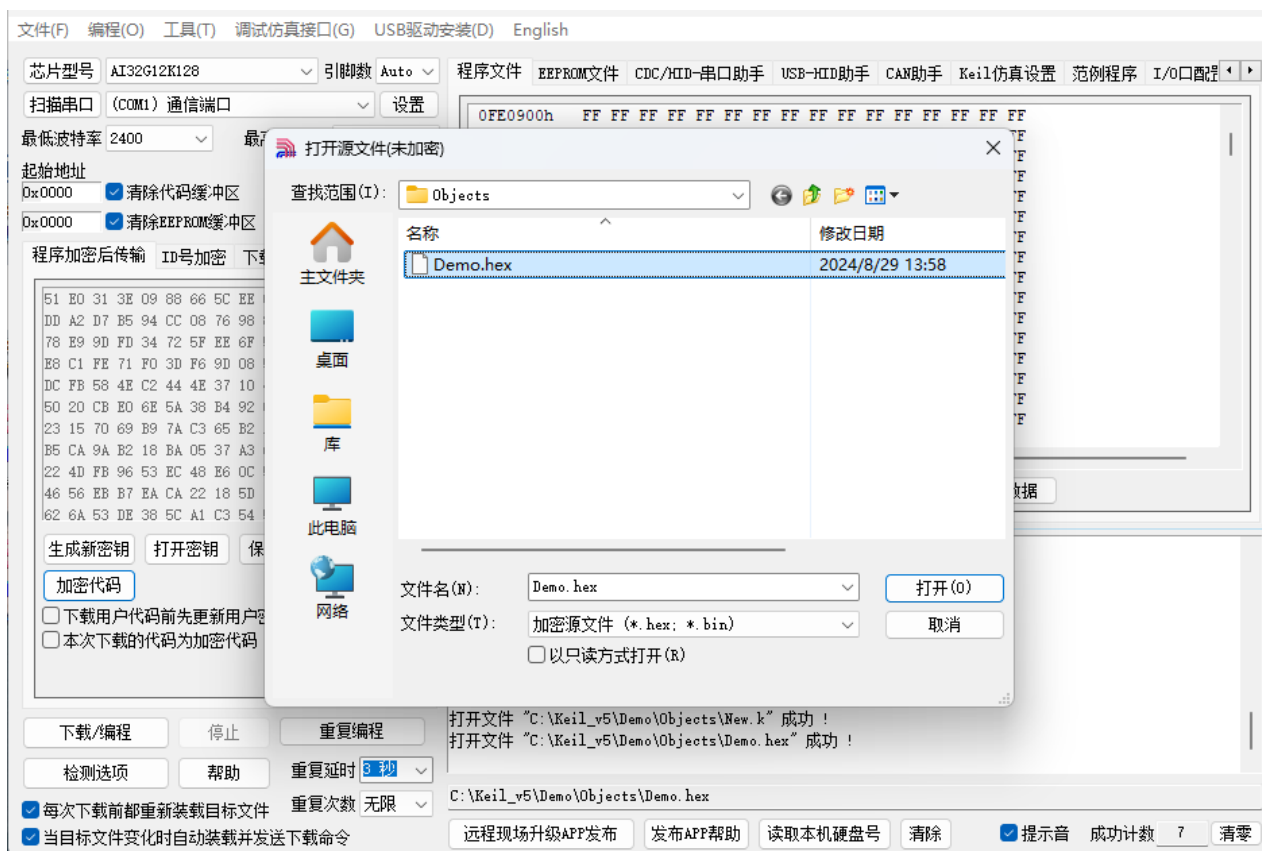 文件(F) 编程(O) 工具(T) 调试仿真接口(G) USB驱动安装(D) English
芯片型号 AI32G12K128 引脚数 Auto 程序文件 EEPROM文件 CDC/HID-串口助手 USB-HID助手 CAN助手 Keil仿真设置 范例程序 I/O口配
扫描串口 (COM1) 通信端口 设置
0FE0900h FF FF FF FF FF FF FF FF FF FF FF FF FF FF FF FF
最低波特率 2400
打开源文件(未加密)
起始地址
0x0000 清除代码缓冲区
查找范围(I): Objects
0x0000 清除EEPROM缓冲区
名称 修改日期
程序加密后传输 ID号加密
Demo.hex 2024/8/29 13:58
主文件夹
51 E0 31 3E 09 88 66 5C EE
DD A2 D7 B5 94 CC 08 76 98
78 E9 9D FD 34 72 5F EE 6F
E8 C1 FE 71 F0 3D F6 9D 08
桌面
DC FB 58 4E C2 44 4E 37 10
50 20 CB E0 6E 5A 38 B4 92
23 15 70 69 B9 7A C3 65 B2
库
B5 CA 9A B2 18 BA 05 37 A3
22 4D FB 96 53 EC 48 E6 0C
46 56 EB B7 EA CA 22 18 5D
数据
62 6A 53 DE 38 5C A1 C3 54
此电脑
生成新密钥 打开密钥 保
加密代码
文件名(N): Demo.hex 打开(O)
网络
下载用户代码前先更新用户密
文件类型(T): 加密源文件 (*.hex; *.bin) 取消
本次下载的代码为加密代码
以只读方式打开(R)
打开文件 "C:\Keil_v5\Demo\Objects\New.k" 成功 !
打开文件 "C:\Keil_v5\Demo\Objects\Demo.hex" 成功 !
下载/编程 停止 重复编程
检测选项 帮助 重复延时 3 秒
每次下载前都重新装载目标文件 重复次数 无限
C:\Keil_v5\Demo\Objects\Demo.hex
当目标文件变化时自动装载并发送下载命令
远程现场升级APP发布 发布APP帮助 读取本机硬盘号 清除 提示音 成功计数 7 清零